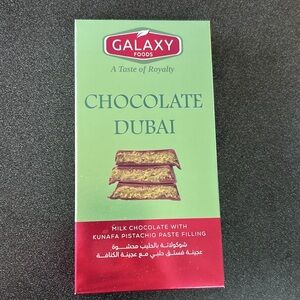 GALAXY
FOODS
A Taste of Royalty
CHOCOLATE
DUBAI
MILK CHOCOLATE WITH
KUNAFA PISTACHIO PASTE FILLING
شوكولاتة بالحليب محشوة
عجينة فستق حلبي مع عجينة الكنافة